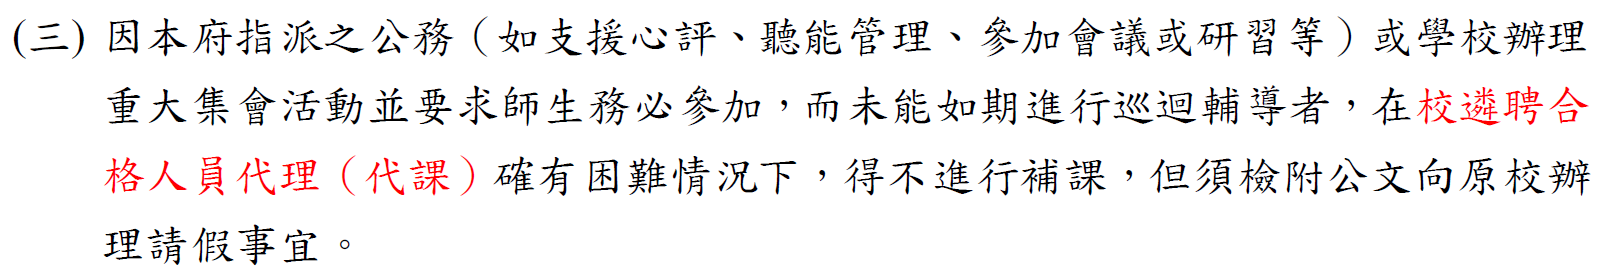 (三) 因本府指派之公務（如支援心評、聽能管理、參加會議或研習等）或學校辦理
重大集會活動並要求師生務必參加，而未能如期進行巡迴輔導者，在校遴聘合
格人員代理（代課）確有困難情況下，得不進行補課，但須檢附公文向原校辦
理請假事宜。